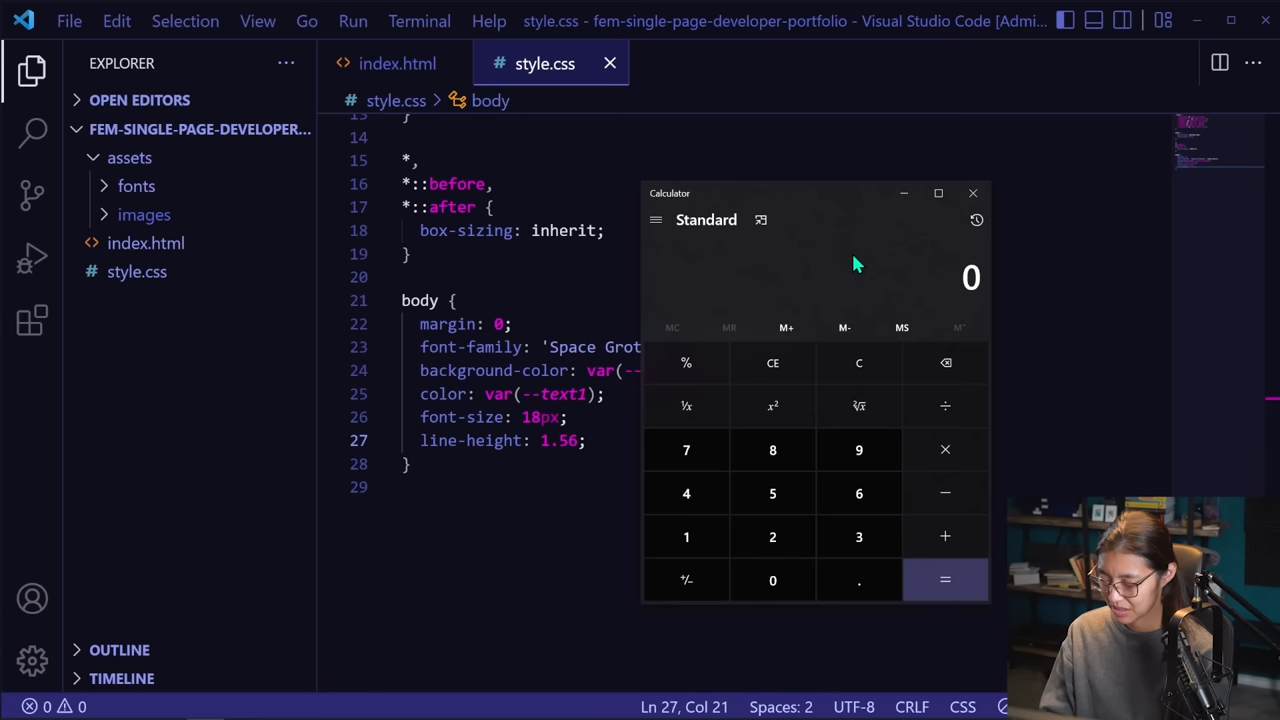 File Edit Selection View Go Run Terminal Help style.css - fem-single-page-developer-portfolio - Visual Studio Code [Admi...
EXPLORER
OPEN EDITORS
FEM-SINGLE-PAGE-DEVELOPER...
assets
fonts
images
index.html
style.css
OUTLINE
TIMELINE
index.html style.css
style.css > body
13 }
14
15 *,
16 *::before,
17 *::after {
18 box-sizing: inherit;
19 }
20
21 body {
22 margin: 0;
23 font-family: 'Space Grot
24 background-color: var(--
25 color: var(--text1);
26 font-size: 18px;
27 line-height: 1.56;
28 }
29
Calculator
Standard
0
MC MR M+ M- MS M˅
% CE C
⅟x x² ²√x ÷
7 8 9 ×
4 5 6 −
1 2 3 +
+/- 0 . =
0 0 Ln 27, Col 21 Spaces: 2 UTF-8 CRLF CSS